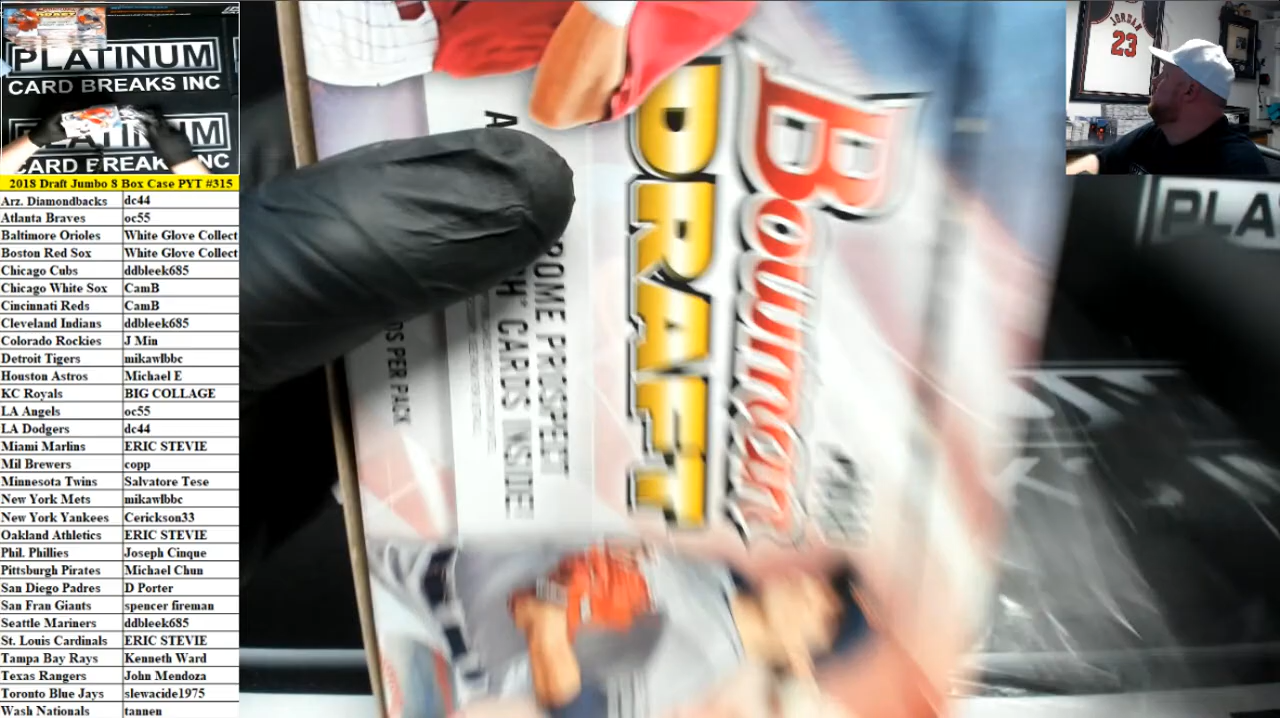 PLATINUM
CARD BREAKS INC
CARD BREAKS INC
2018 Draft Jumbo 8 Box Case PYT #315
Arz. Diamondbacks dc44
Atlanta Braves oc55
Baltimore Orioles White Glove Collect
Boston Red Sox White Glove Collect
Chicago Cubs ddbleek685
Chicago White Sox CamB
Cincinnati Reds CamB
Cleveland Indians ddbleek685
Colorado Rockies J Min
Detroit Tigers mikawlbbc
Houston Astros Michael E
KC Royals BIG COLLAGE
LA Angels oc55
LA Dodgers dc44
Miami Marlins ERIC STEVIE
Mil Brewers copp
Minnesota Twins Salvatore Tese
New York Mets mikawlbbc
New York Yankees Cerickson33
Oakland Athletics ERIC STEVIE
Phil. Phillies Joseph Cinque
Pittsburgh Pirates Michael Chun
San Diego Padres D Porter
San Fran Giants spencer fireman
Seattle Mariners ddbleek685
St. Louis Cardinals ERIC STEVIE
Tampa Bay Rays Kenneth Ward
Texas Rangers John Mendoza
Toronto Blue Jays slewacide1975
Wash Nationals tannen
Bowman
DRAFT
ROME PROSPECT
CARDS INSIDE!
PER PACK
JORDAN
23
PLA